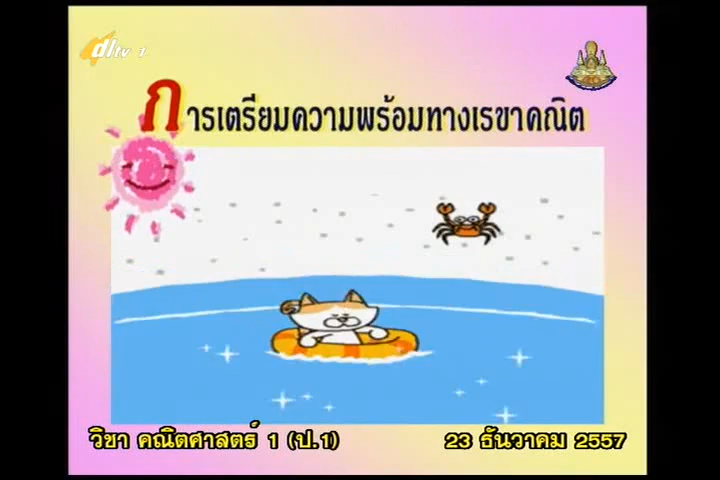 dltv 1
การเตรียมความพร้อมทางเรขาคณิต
วิชา คณิตศาสตร์ 1 (ป.1)
23 ธันวาคม 2557